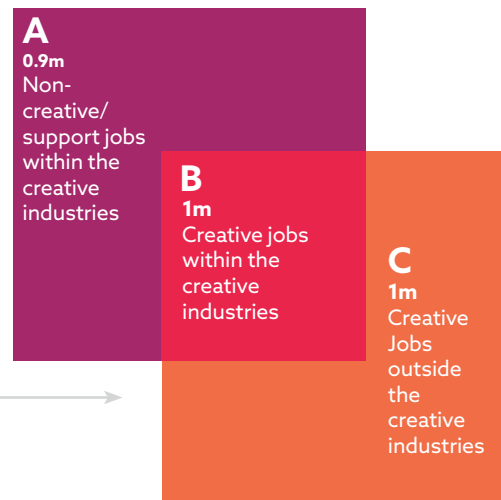 A
0.9m
Non-
creative/
support jobs
within the
creative
industries
B
1m
Creative jobs
within the
creative
industries
C
1m
Creative
Jobs
outside
the
creative
industries